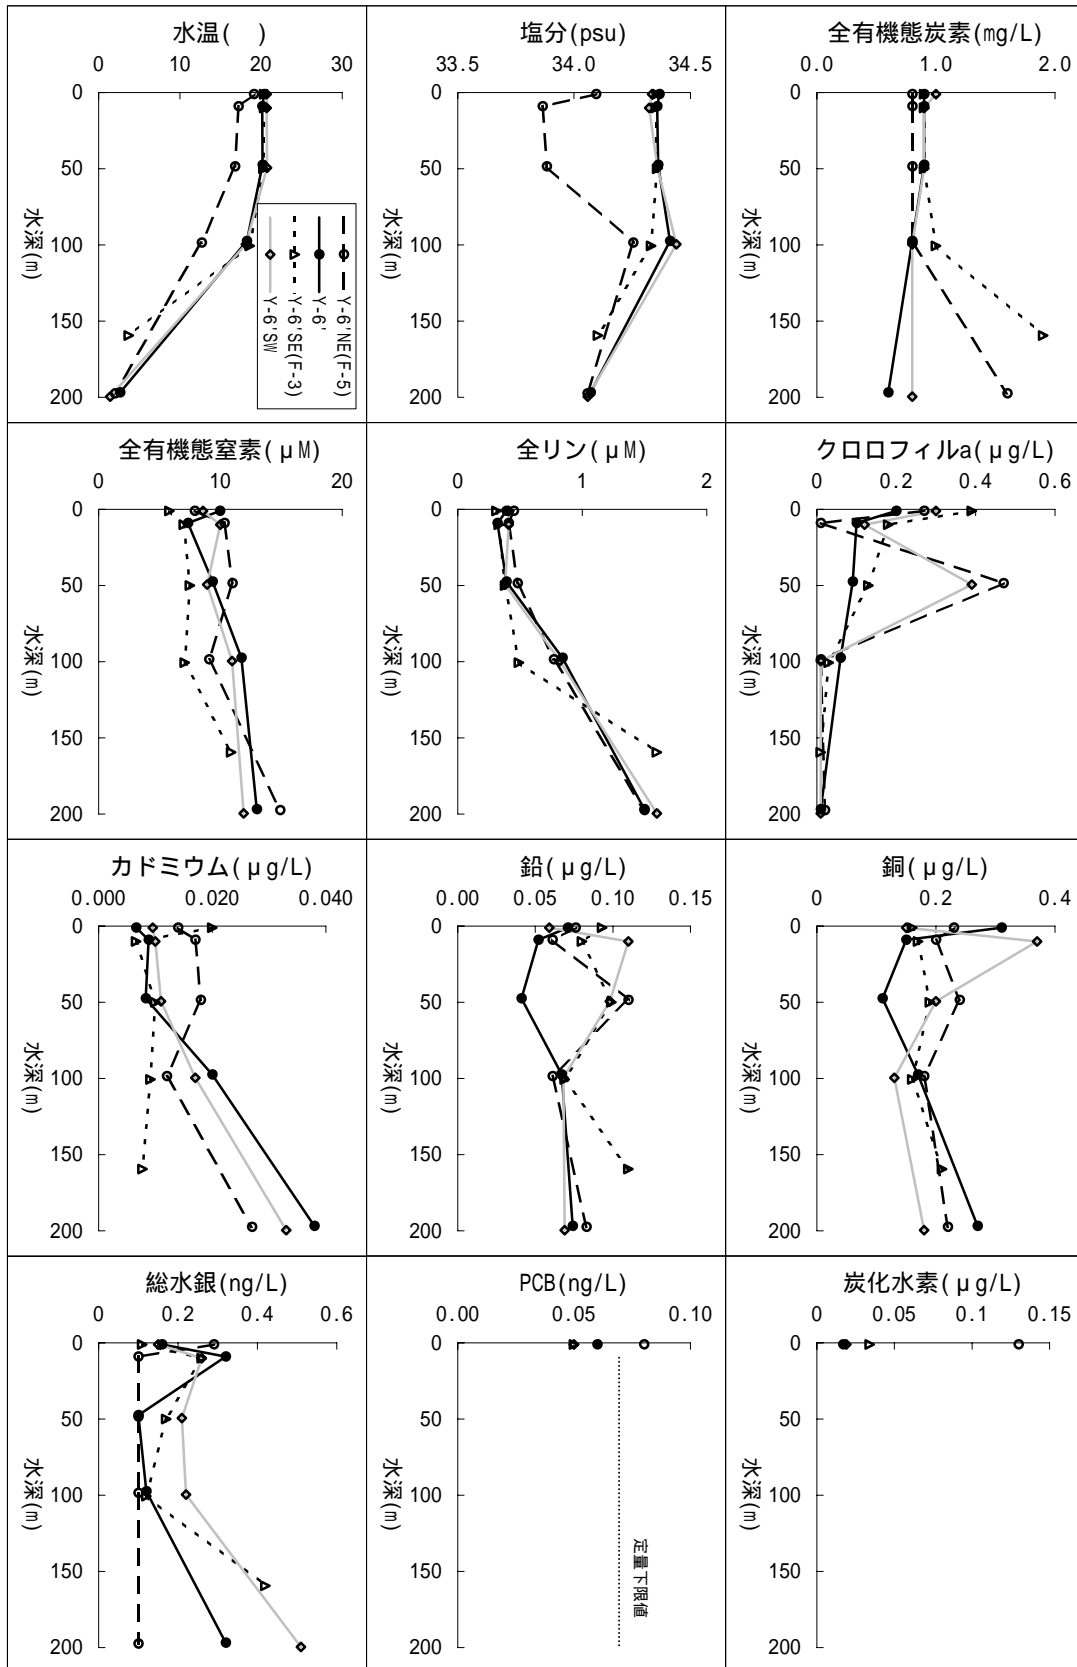 水温(　)
0 10 20 30
0
50
100
150
200
水深(m)
Y-6'NE(F-5)
Y-6'
Y-6'SE(F-3)
Y-6'SW
塩分(psu)
33.5 34.0 34.5
0
50
100
150
200
水深(m)
全有機態炭素(mg/L)
0.0 1.0 2.0
0
50
100
150
200
水深(m)
全有機態窒素(μM)
0 10 20
0
50
100
150
200
水深(m)
全リン(μM)
0 1 2
0
50
100
150
200
水深(m)
クロロフィルa(μg/L)
0 0.2 0.4 0.6
0
50
100
150
200
水深(m)
カドミウム(μg/L)
0.000 0.020 0.040
0
50
100
150
200
水深(m)
鉛(μg/L)
0.00 0.05 0.10 0.15
0
50
100
150
200
水深(m)
銅(μg/L)
0 0.2 0.4
0
50
100
150
200
水深(m)
総水銀(ng/L)
0 0.2 0.4 0.6
0
50
100
150
200
水深(m)
PCB(ng/L)
0.00 0.05 0.10
0
50
100
150
200
水深(m)
定量下限値
炭化水素(μg/L)
0 0.05 0.10 0.15
0
50
100
150
200
水深(m)